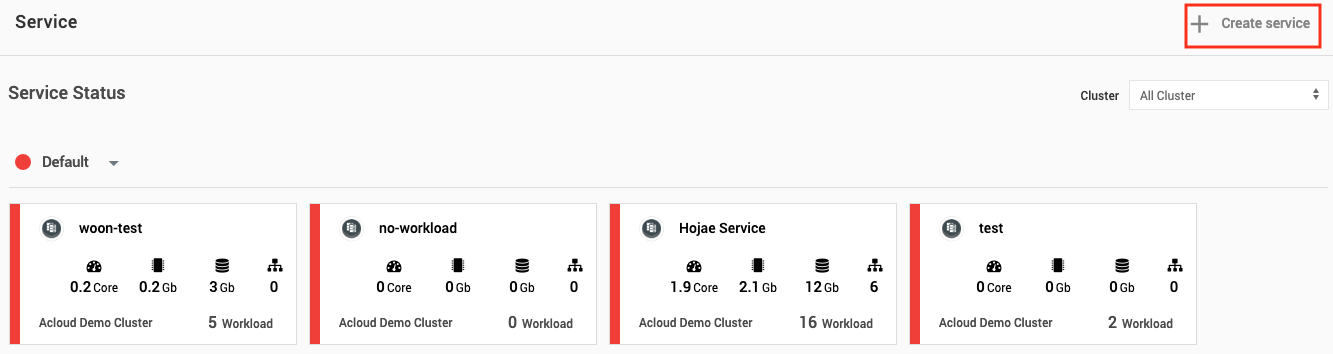 Service
Create service
Service Status
Cluster
All Cluster
Default
woon-test
0.2 Core 0.2 Gb 3 Gb 0
Acloud Demo Cluster 5 Workload
no-workload
0 Core 0 Gb 0 Gb 0
Acloud Demo Cluster 0 Workload
Hojae Service
1.9 Core 2.1 Gb 12 Gb 6
Acloud Demo Cluster 16 Workload
test
0 Core 0 Gb 0 Gb 0
Acloud Demo Cluster 2 Workload